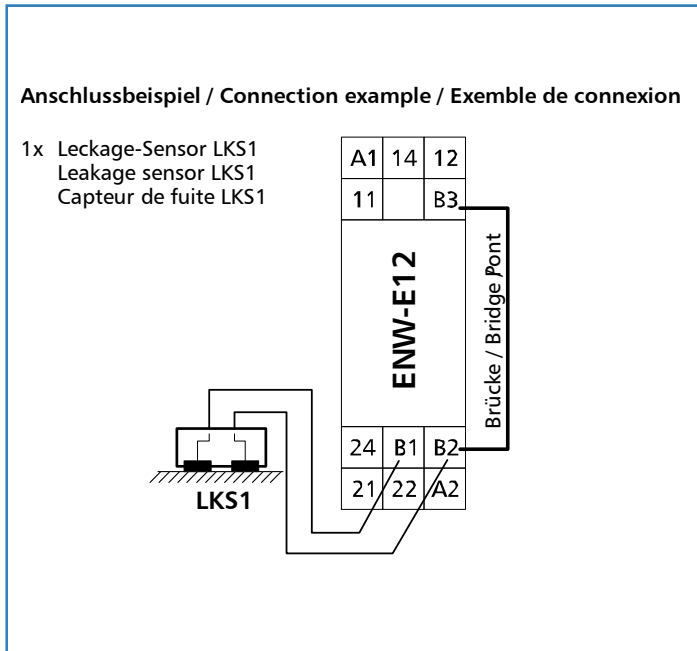 Anschlussbeispiel / Connection example / Exemble de connexion
1x Leckage-Sensor LKS1
Leakage sensor LKS1
Capteur de fuite LKS1
A1 14 12
11 B3
ENW-E12
Brücke / Bridge Pont
24 B1 B2
21 22 A2
LKS1